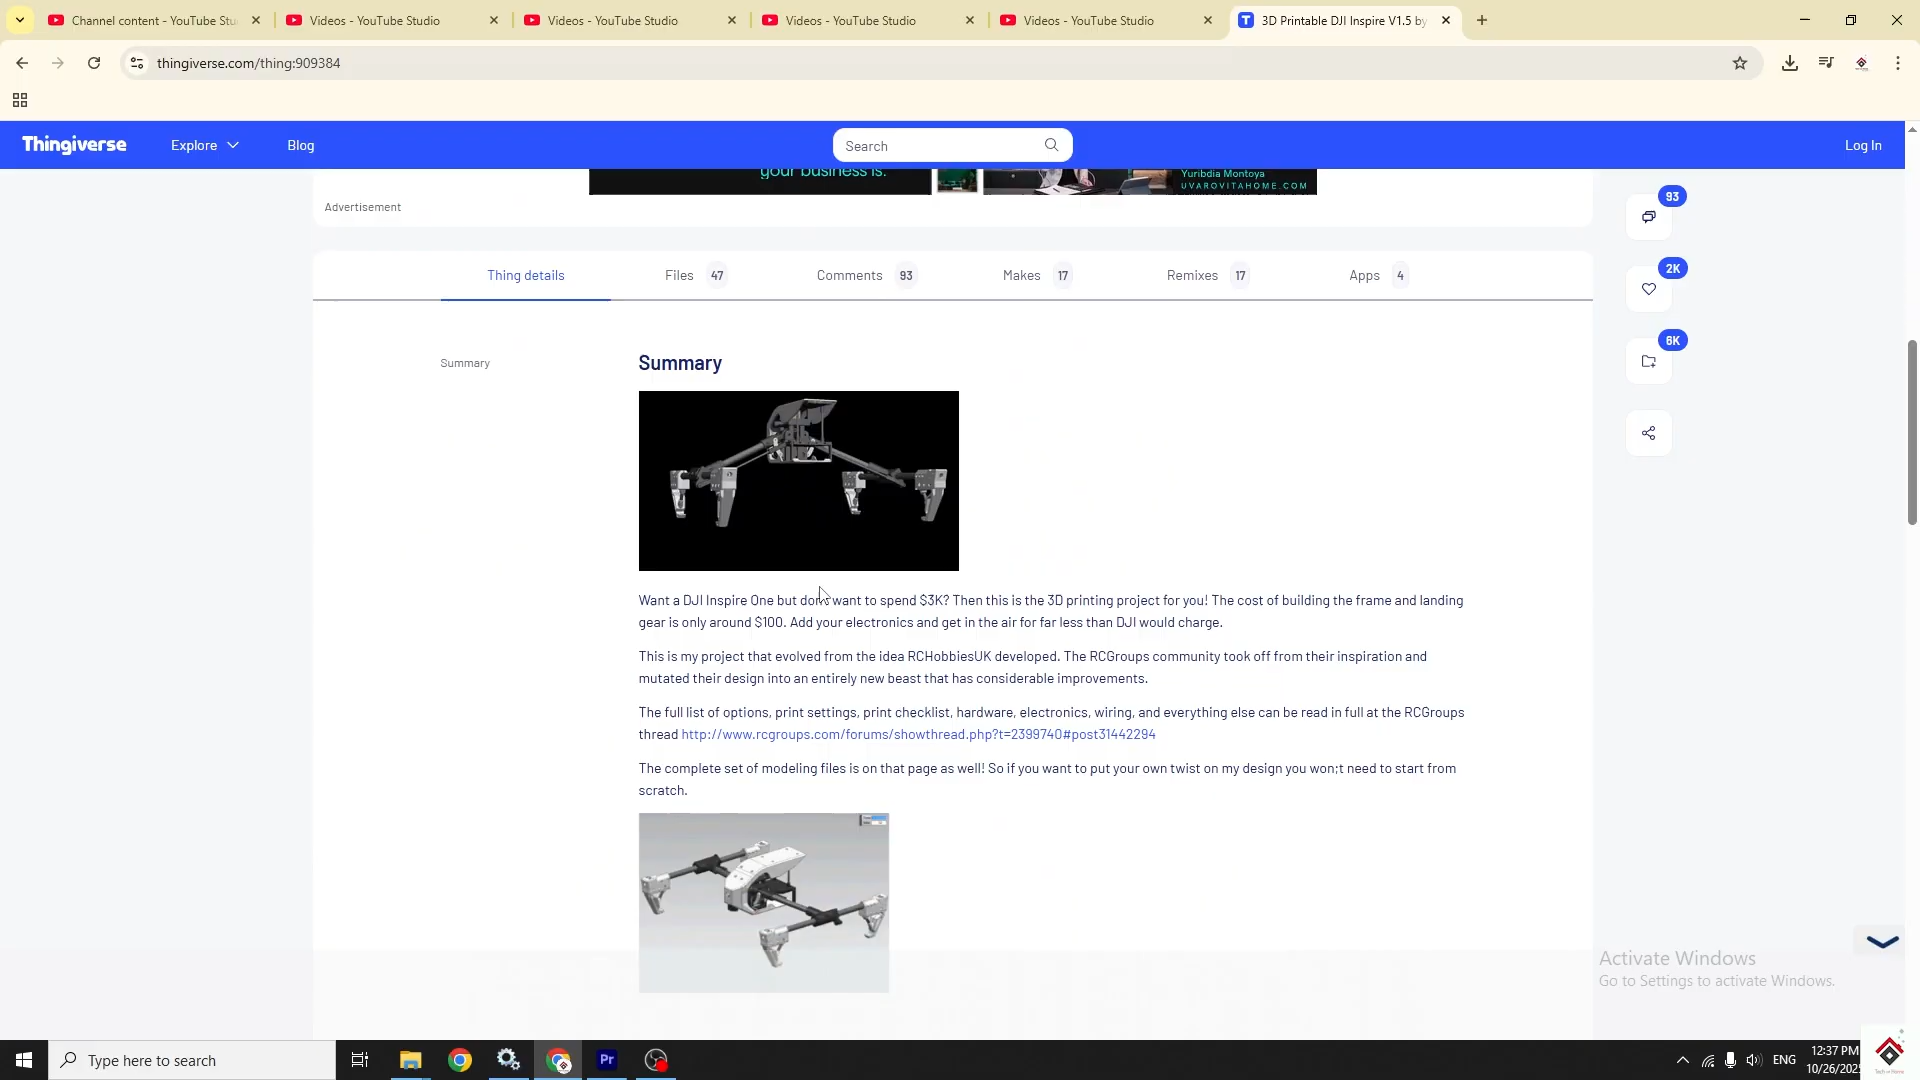 Channel content - YouTube Stu
Videos - YouTube Studio
Videos - YouTube Studio
Videos - YouTube Studio
Videos - YouTube Studio
3D Printable DJI Inspire V1.5 by
thingiverse.com/thing:909384
Thingiverse
Explore
Blog
Search
Log In
your business is.
Yuribdia Montoya
UVAROVITAHOME.COM
Advertisement
93
2K
6K
Thing details
Files 47
Comments 93
Makes 17
Remixes 17
Apps 4
Summary
Summary
Want a DJI Inspire One but don't want to spend $3K? Then this is the 3D printing project for you! The cost of building the frame and landing
gear is only around $100. Add your electronics and get in the air for far less than DJI would charge.
This is my project that evolved from the idea RCHobbiesUK developed. The RCGroups community took off from their inspiration and
mutated their design into an entirely new beast that has considerable improvements.
The full list of options, print settings, print checklist, hardware, electronics, wiring, and everything else can be read in full at the RCGroups
thread http://www.rcgroups.com/forums/showthread.php?t=2399740#post31442294
The complete set of modeling files is on that page as well! So if you want to put your own twist on my design you won;t need to start from
scratch.
Activate Windows
Go to Settings to activate Windows.
Type here to search
Pr
ENG
12:37 PM
10/26/202
Tech at Home